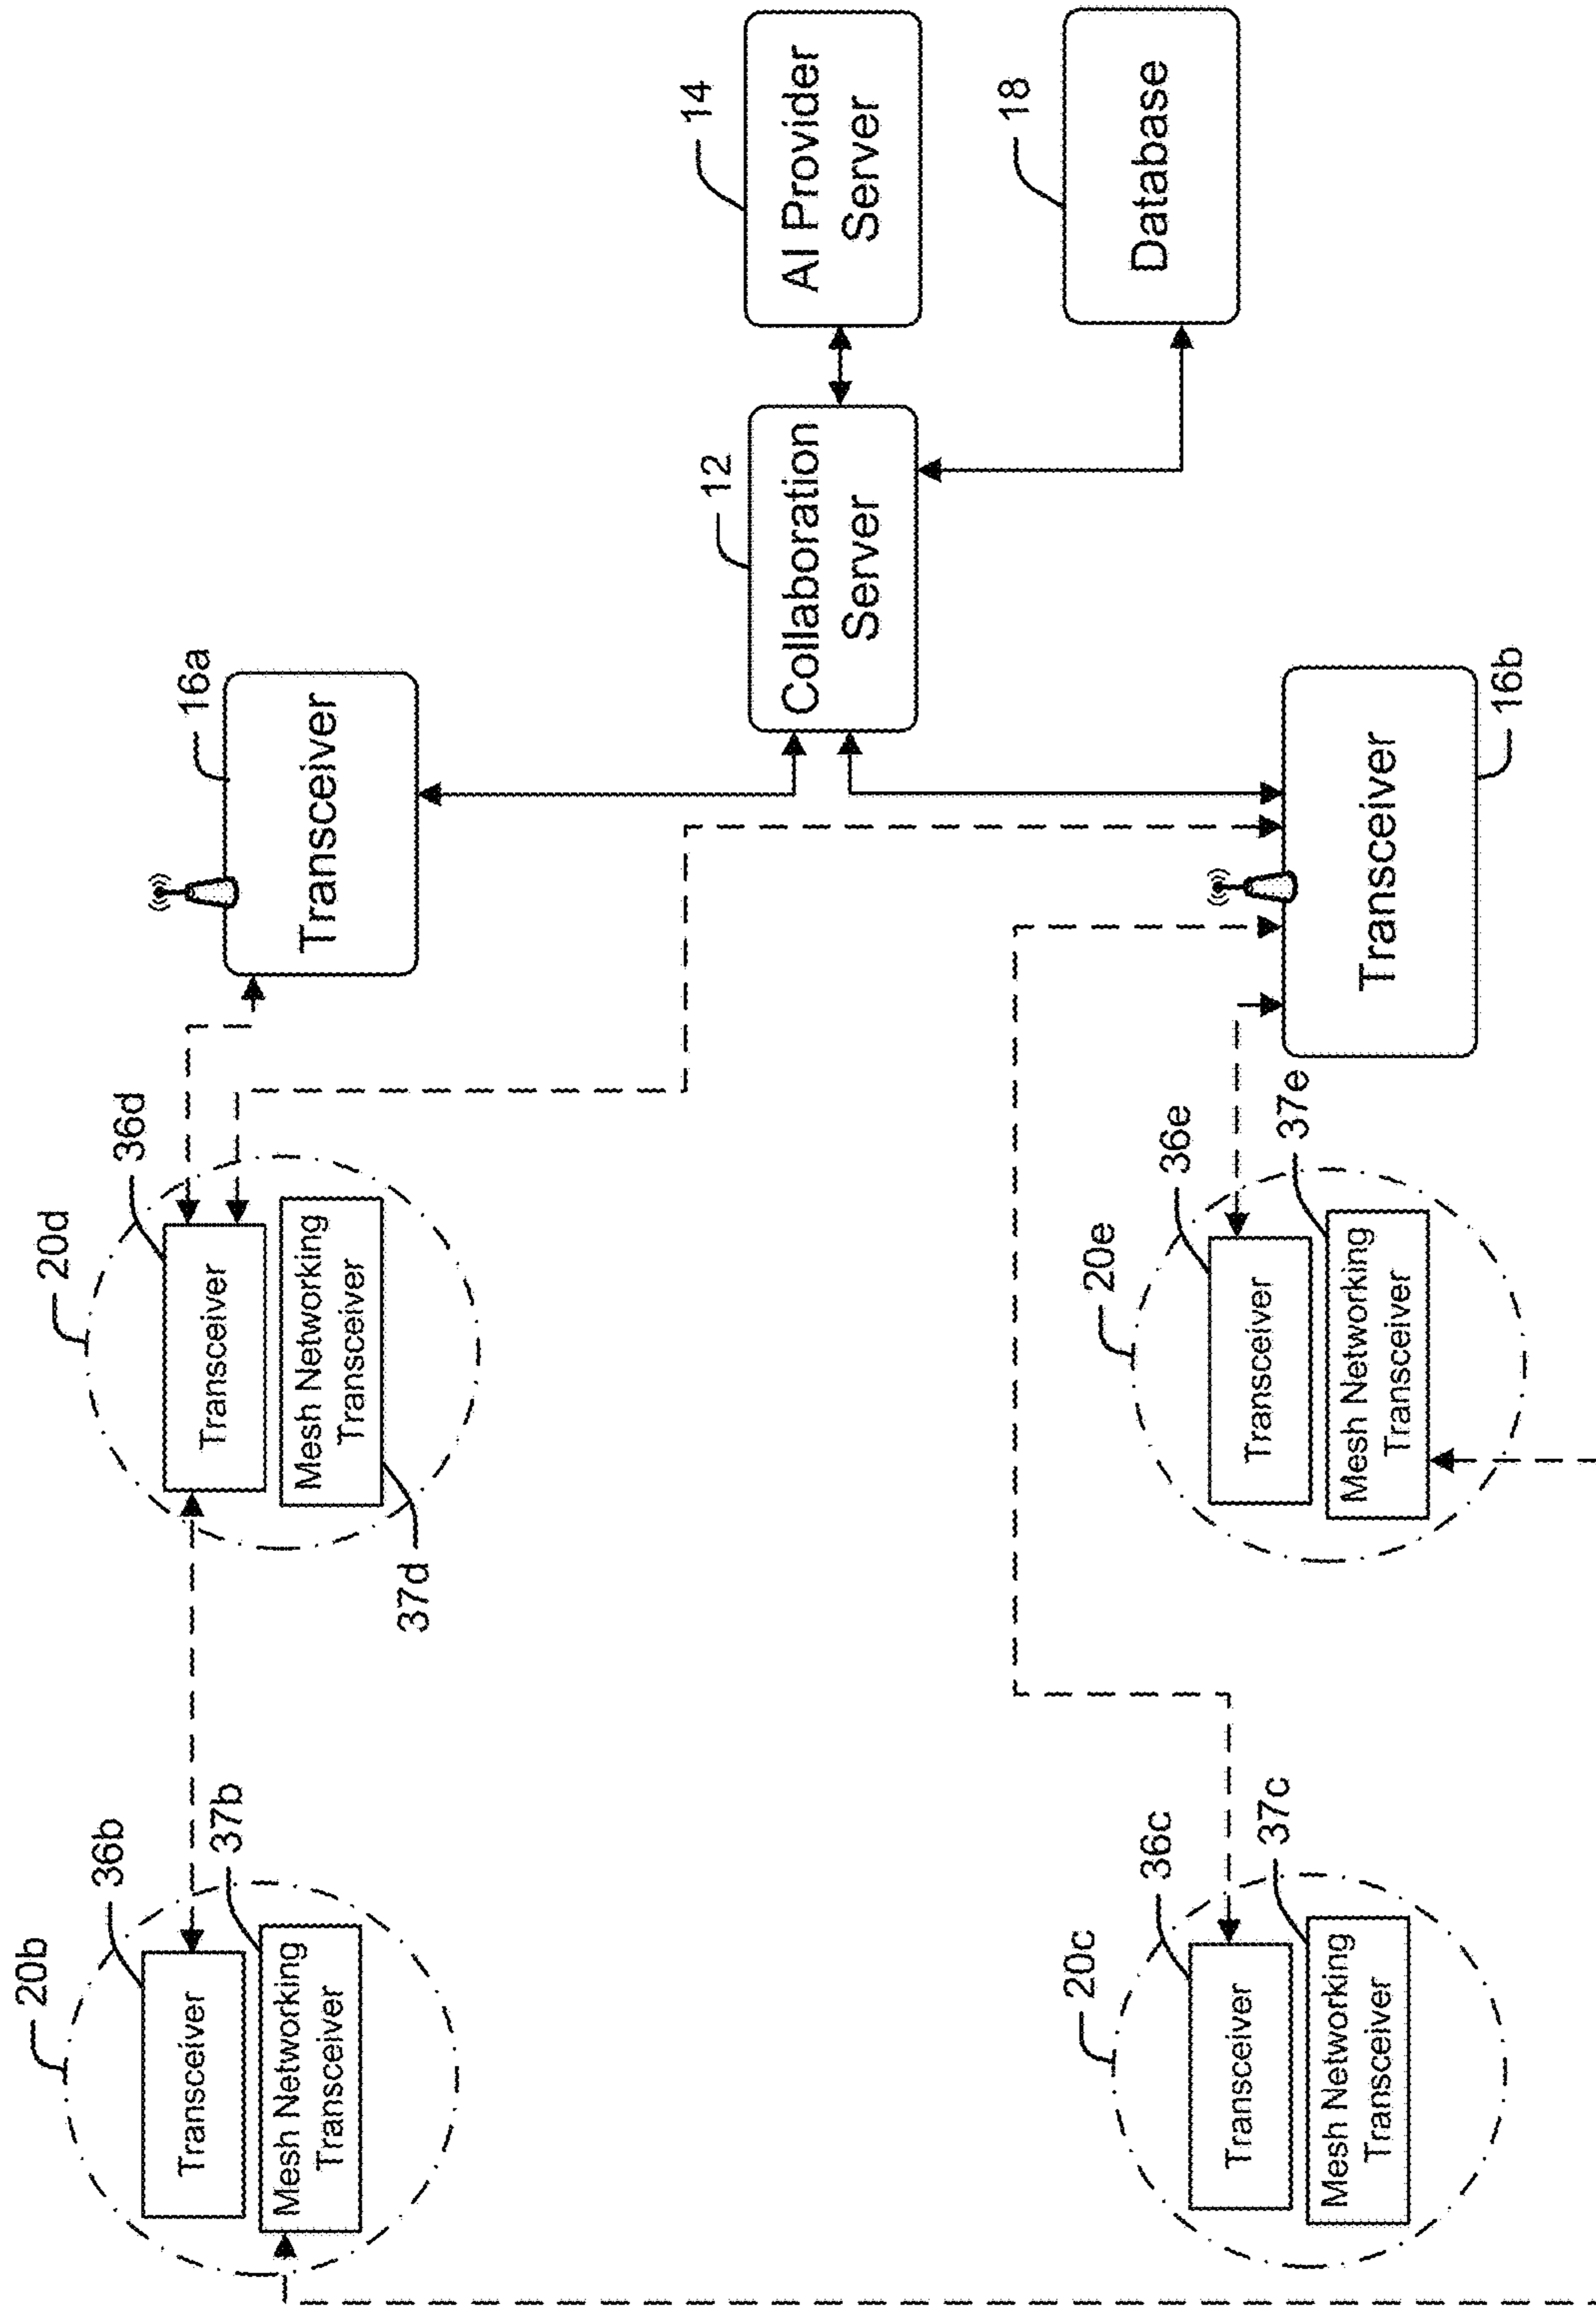 20b
36b
Transceiver
37b
Mesh Networking
Transceiver
20d
36d
Transceiver
Mesh Networking
Transceiver
37d
16a
Transceiver
12
Collaboration
Server
14
AI Provider
Server
18
Database
20c
36c
Transceiver
37c
Mesh Networking
Transceiver
20e
36e
Transceiver
37e
Mesh Networking
Transceiver
Transceiver
16b